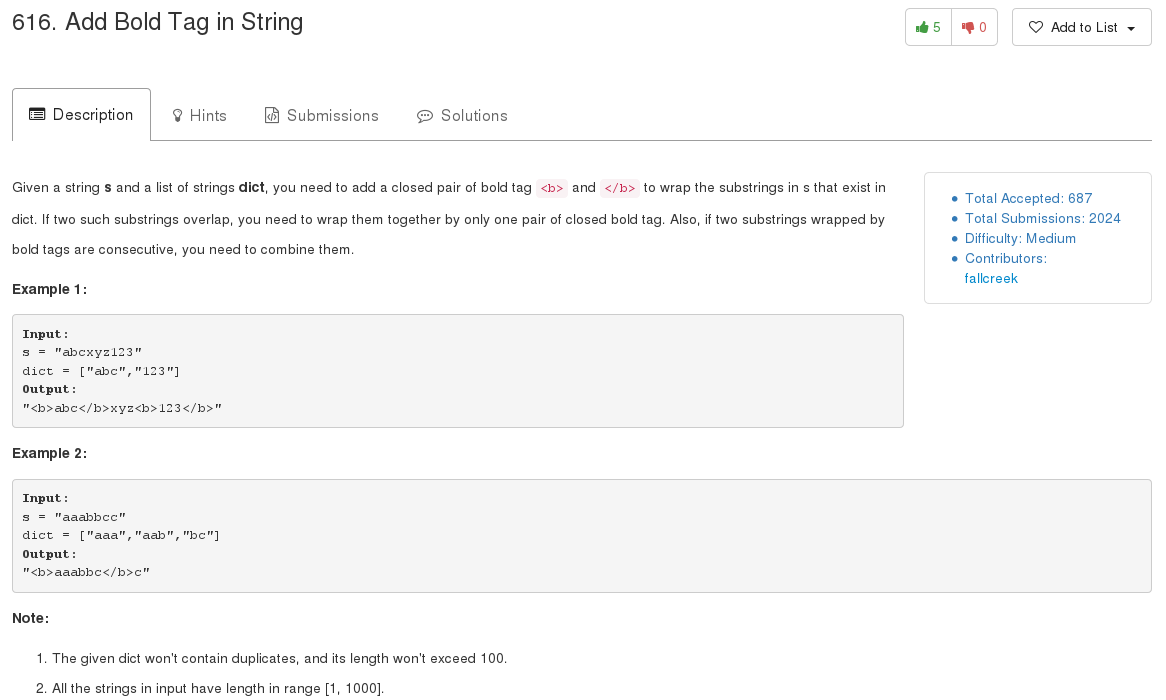 616. Add Bold Tag in String
5
0
Add to List
Description
Hints
Submissions
Solutions
Given a string s and a list of strings dict, you need to add a closed pair of bold tag <b> and </b> to wrap the substrings in s that exist in
dict. If two such substrings overlap, you need to wrap them together by only one pair of closed bold tag. Also, if two substrings wrapped by
bold tags are consecutive, you need to combine them.
• Total Accepted: 687
• Total Submissions: 2024
• Difficulty: Medium
• Contributors:
fallcreek
Example 1:
Input:
s = "abcxyz123"
dict = ["abc","123"]
Output:
"<b>abc</b>xyz<b>123</b>"
Example 2:
Input:
s = "aaabbcc"
dict = ["aaa","aab","bc"]
Output:
"<b>aaabbc</b>c"
Note:
1. The given dict won't contain duplicates, and its length won't exceed 100.
2. All the strings in input have length in range [1, 1000].